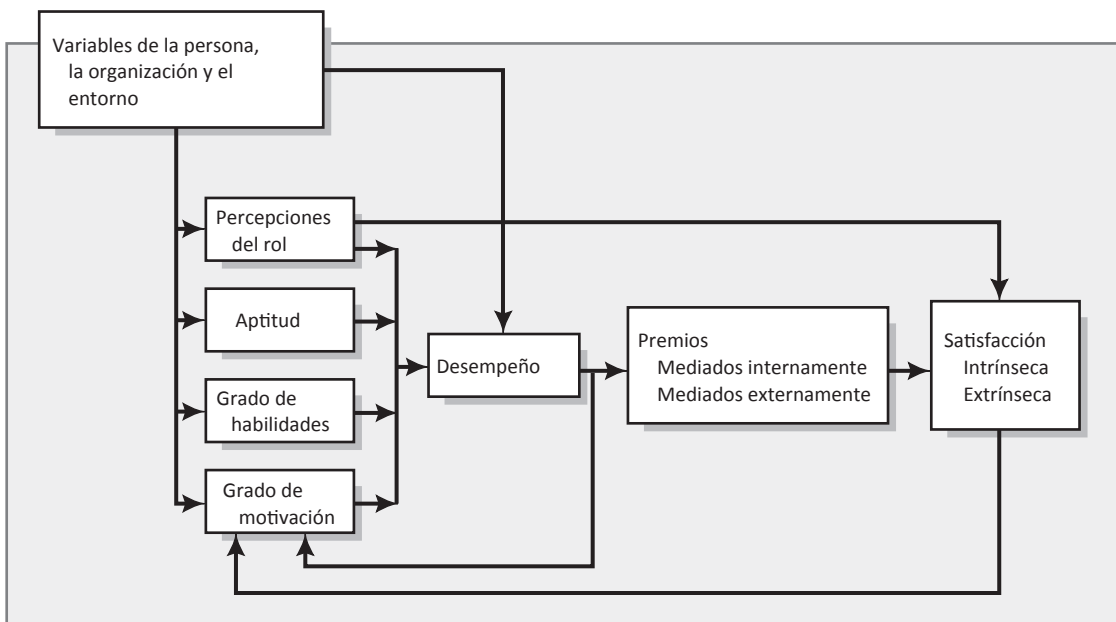 Variables de la persona,
la organización y el
entorno
Percepciones
del rol
Aptitud
Grado de
habilidades
Grado de
motivación
Desempeño
Premios
Mediados internamente
Mediados externamente
Satisfacción
Intrínseca
Extrínseca